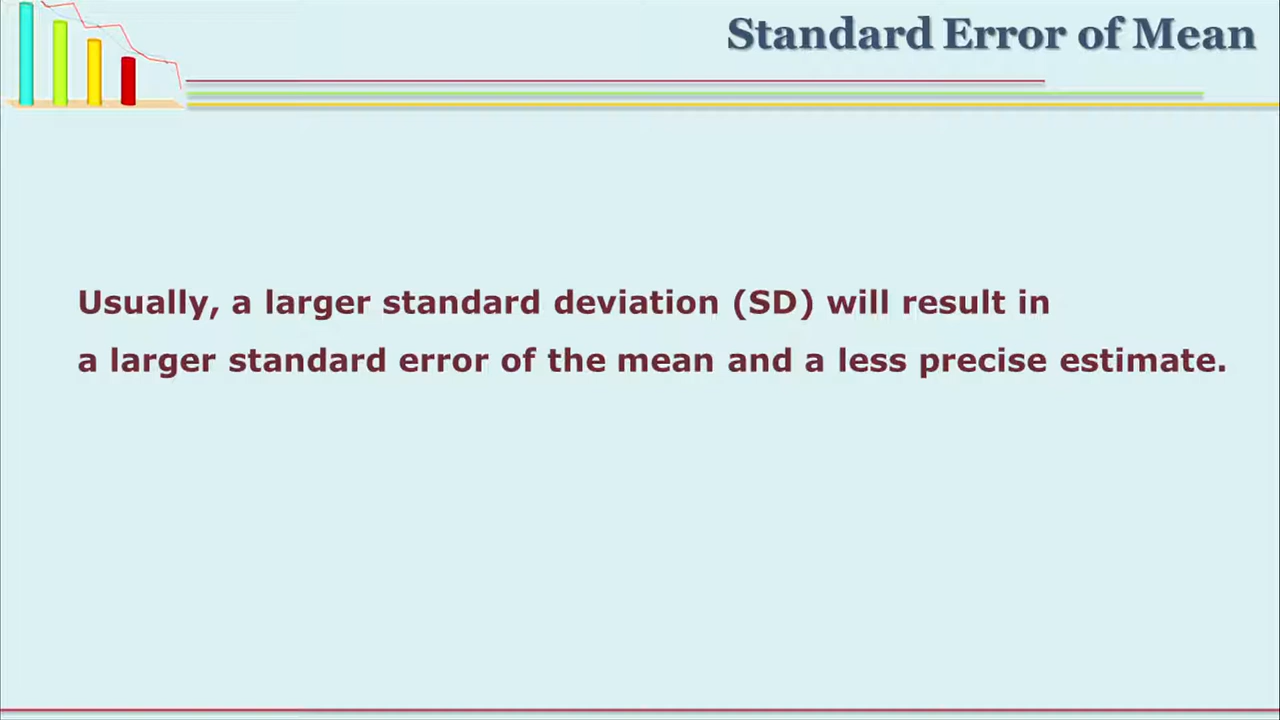 Standard Error of Mean
Usually, a larger standard deviation (SD) will result in
a larger standard error of the mean and a less precise estimate.